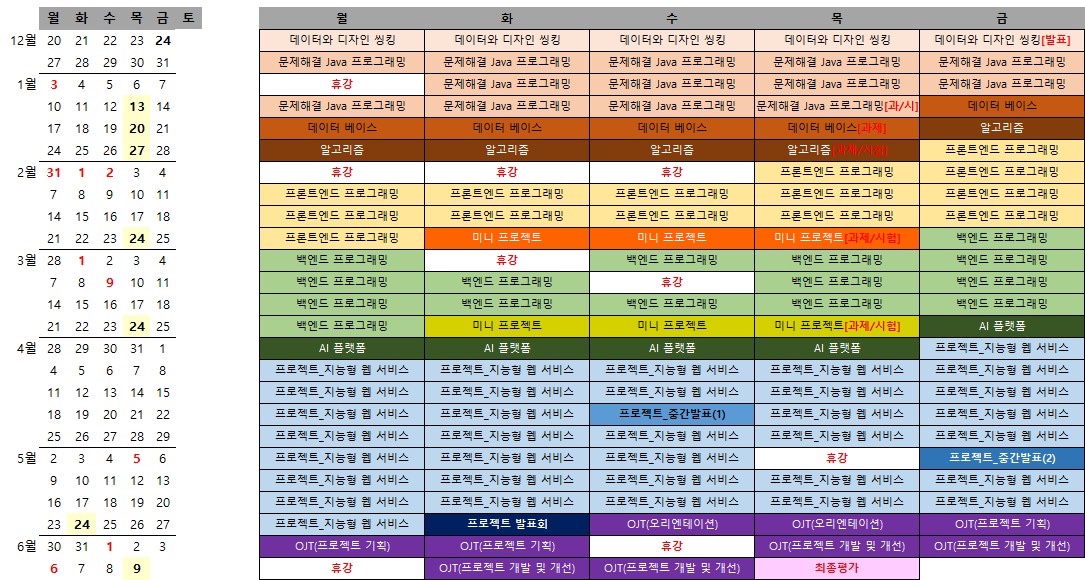 월 화 수 목 금 토 월 화 수 목 금
12월 20 21 22 23 24 데이터와 디자인 씽킹 데이터와 디자인 씽킹 데이터와 디자인 씽킹 데이터와 디자인 씽킹 데이터와 디자인 씽킹[발표]
27 28 29 30 31 문제해결 Java 프로그래밍 문제해결 Java 프로그래밍 문제해결 Java 프로그래밍 문제해결 Java 프로그래밍 문제해결 Java 프로그래밍
1월 3 4 5 6 7 휴강 문제해결 Java 프로그래밍 문제해결 Java 프로그래밍 문제해결 Java 프로그래밍 문제해결 Java 프로그래밍
10 11 12 13 14 문제해결 Java 프로그래밍 문제해결 Java 프로그래밍 문제해결 Java 프로그래밍 문제해결 Java 프로그래밍[과/시] 데이터 베이스
17 18 19 20 21 데이터 베이스 데이터 베이스 데이터 베이스 데이터 베이스[과제] 알고리즘
24 25 26 27 28 알고리즘 알고리즘 알고리즘 알고리즘[과제/시험] 프론트엔드 프로그래밍
2월 31 1 2 3 4 휴강 휴강 휴강 프론트엔드 프로그래밍 프론트엔드 프로그래밍
7 8 9 10 11 프론트엔드 프로그래밍 프론트엔드 프로그래밍 프론트엔드 프로그래밍 프론트엔드 프로그래밍 프론트엔드 프로그래밍
14 15 16 17 18 프론트엔드 프로그래밍 프론트엔드 프로그래밍 프론트엔드 프로그래밍 프론트엔드 프로그래밍 프론트엔드 프로그래밍
21 22 23 24 25 프론트엔드 프로그래밍 미니 프로젝트 미니 프로젝트 미니 프로젝트[과제/시험] 백엔드 프로그래밍
3월 28 1 2 3 4 백엔드 프로그래밍 휴강 백엔드 프로그래밍 백엔드 프로그래밍 백엔드 프로그래밍
7 8 9 10 11 백엔드 프로그래밍 백엔드 프로그래밍 휴강 백엔드 프로그래밍 백엔드 프로그래밍
14 15 16 17 18 백엔드 프로그래밍 백엔드 프로그래밍 백엔드 프로그래밍 백엔드 프로그래밍 백엔드 프로그래밍
21 22 23 24 25 백엔드 프로그래밍 미니 프로젝트 미니 프로젝트 미니 프로젝트[과제/시험] AI 플랫폼
4월 28 29 30 31 1 AI 플랫폼 AI 플랫폼 AI 플랫폼 AI 플랫폼 프로젝트_지능형 웹 서비스
4 5 6 7 8 프로젝트_지능형 웹 서비스 프로젝트_지능형 웹 서비스 프로젝트_지능형 웹 서비스 프로젝트_지능형 웹 서비스 프로젝트_지능형 웹 서비스
11 12 13 14 15 프로젝트_지능형 웹 서비스 프로젝트_지능형 웹 서비스 프로젝트_지능형 웹 서비스 프로젝트_지능형 웹 서비스 프로젝트_지능형 웹 서비스
18 19 20 21 22 프로젝트_지능형 웹 서비스 프로젝트_지능형 웹 서비스 프로젝트_중간발표(1) 프로젝트_지능형 웹 서비스 프로젝트_지능형 웹 서비스
25 26 27 28 29 프로젝트_지능형 웹 서비스 프로젝트_지능형 웹 서비스 프로젝트_지능형 웹 서비스 프로젝트_지능형 웹 서비스 프로젝트_지능형 웹 서비스
5월 2 3 4 5 6 프로젝트_지능형 웹 서비스 프로젝트_지능형 웹 서비스 프로젝트_지능형 웹 서비스 휴강 프로젝트_중간발표(2)
9 10 11 12 13 프로젝트_지능형 웹 서비스 프로젝트_지능형 웹 서비스 프로젝트_지능형 웹 서비스 프로젝트_지능형 웹 서비스 프로젝트_지능형 웹 서비스
16 17 18 19 20 프로젝트_지능형 웹 서비스 프로젝트_지능형 웹 서비스 프로젝트_지능형 웹 서비스 프로젝트_지능형 웹 서비스 프로젝트_지능형 웹 서비스
23 24 25 26 27 프로젝트_지능형 웹 서비스 프로젝트 발표회 OJT(오리엔테이션) OJT(오리엔테이션) OJT(프로젝트 기획)
6월 30 31 1 2 3 OJT(프로젝트 기획) OJT(프로젝트 기획) 휴강 OJT(프로젝트 개발 및 개선) OJT(프로젝트 개발 및 개선)
6 7 8 9 휴강 OJT(프로젝트 개발 및 개선) OJT(프로젝트 개발 및 개선) 최종평가